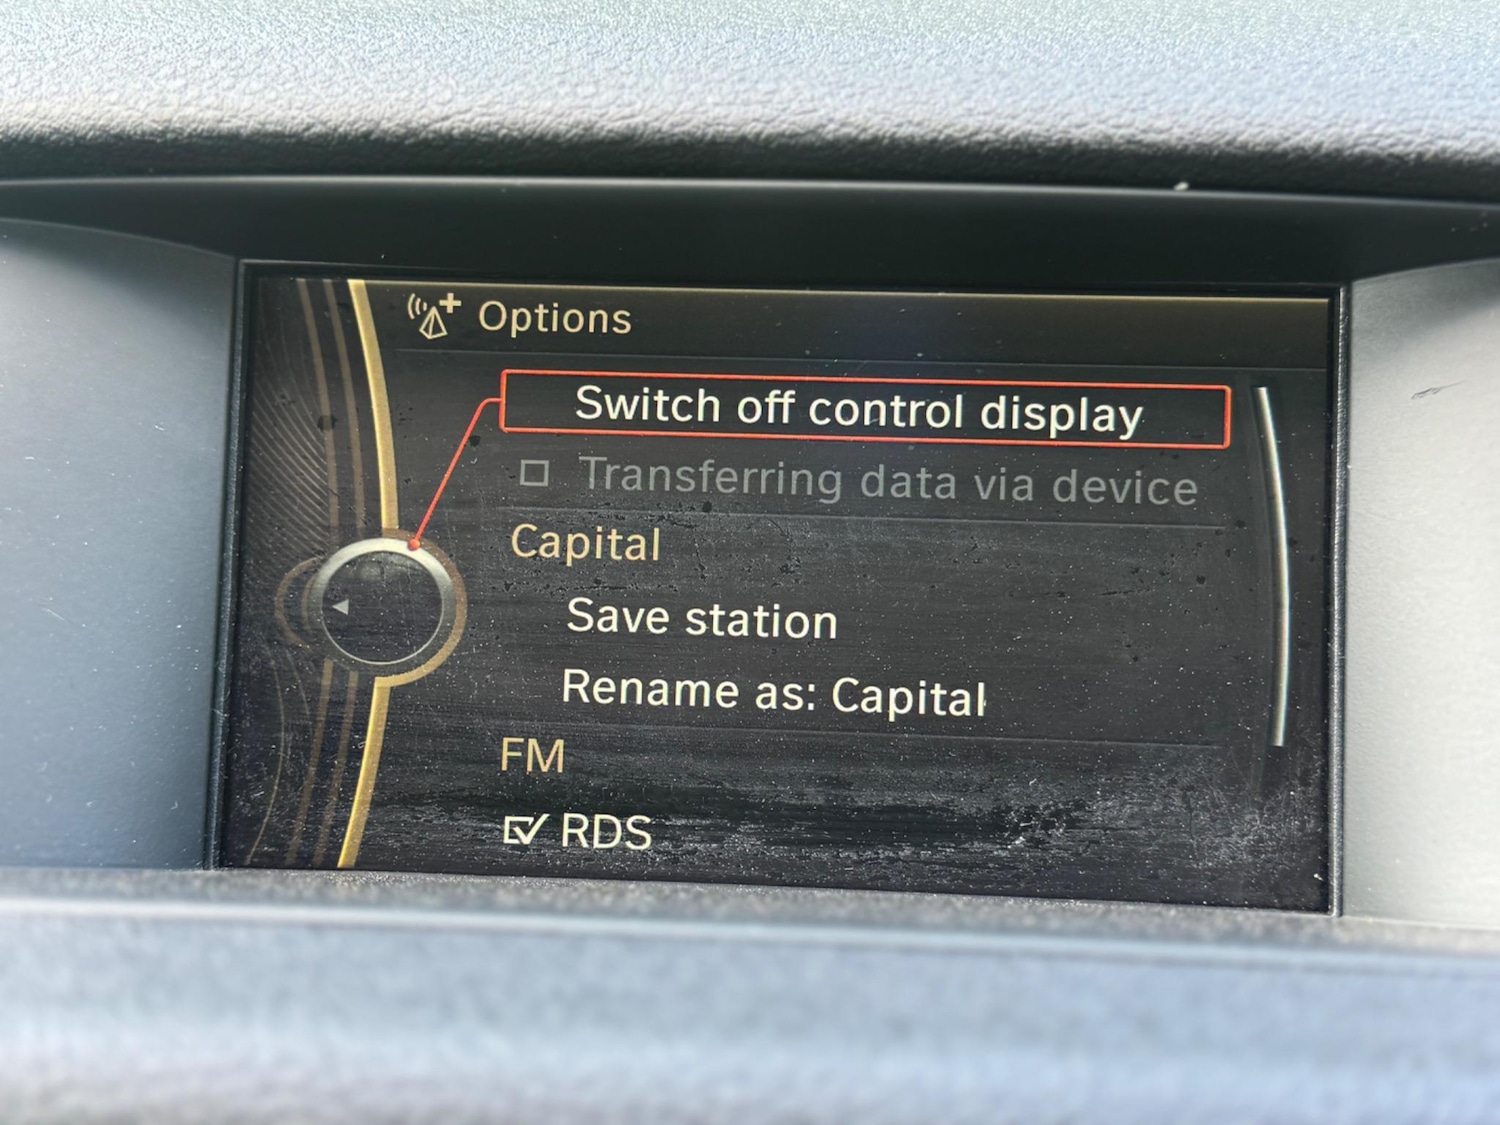 Options
Switch off control display
Transferring data via device
Capital
Save station
Rename as: Capital
FM
RDS